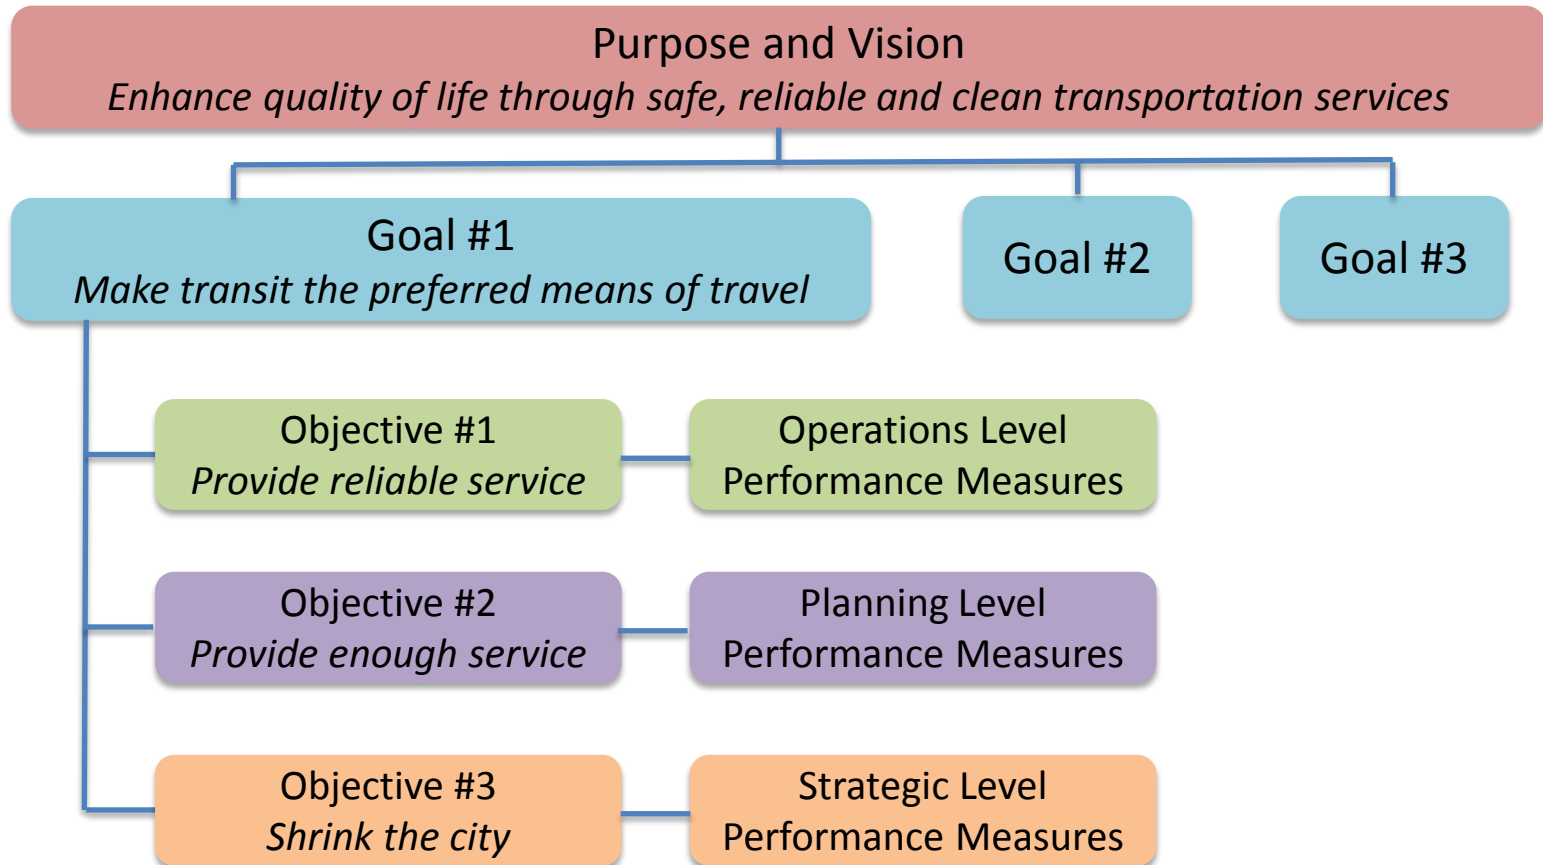 Purpose and Vision
Enhance quality of life through safe, reliable and clean transportation services
Goal #1
Make transit the preferred means of travel
Goal #2
Goal #3
Objective #1
Provide reliable service
Operations Level
Performance Measures
Objective #2
Provide enough service
Planning Level
Performance Measures
Objective #3
Shrink the city
Strategic Level
Performance Measures